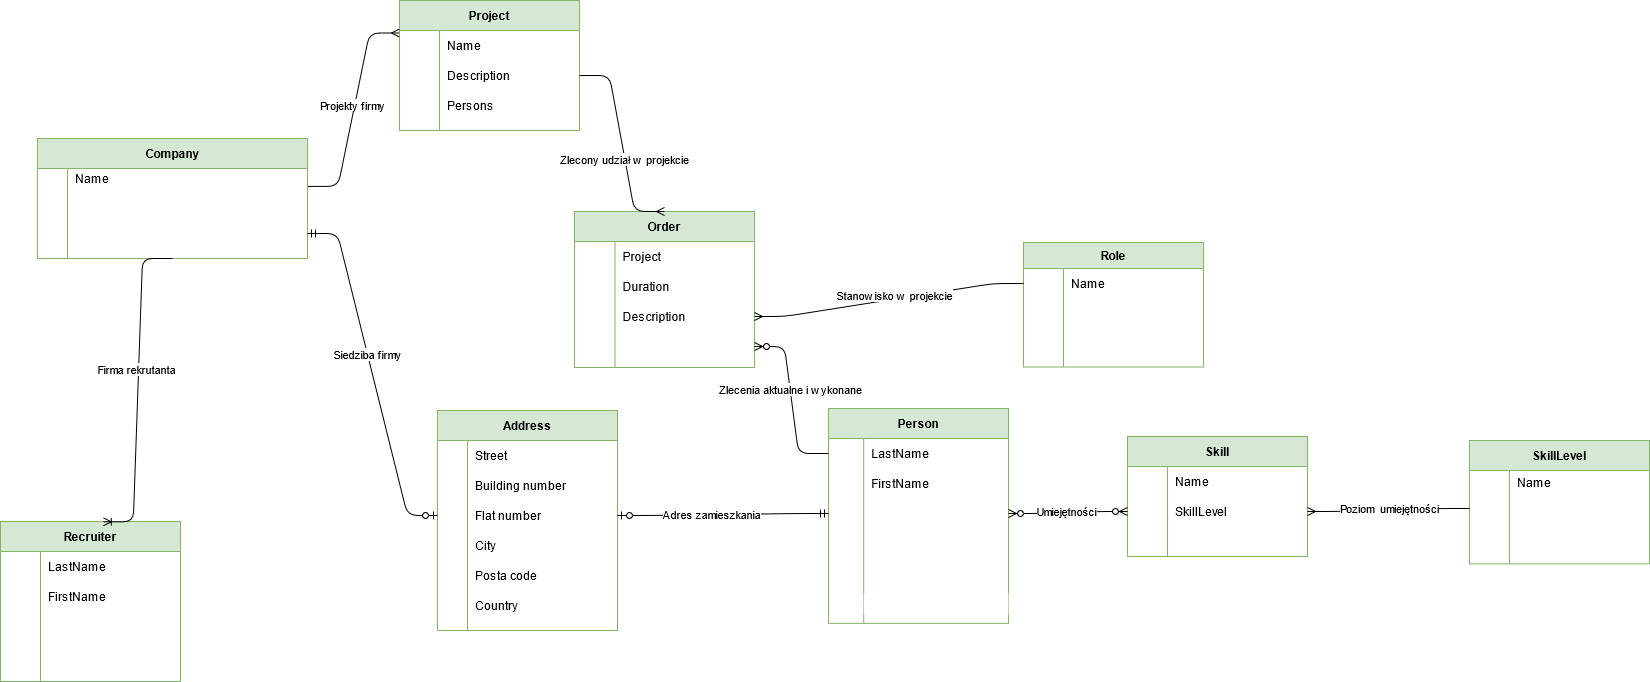 Project
Name
Description
Persons
Projekty firmy
Company
Name
Zlecony udział w projekcie
Order
Project
Duration
Description
Role
Name
Stanowisko w projekcie
Siedziba firmy
Firma rekrutanta
Zlecenia aktualne i wykonane
Address
Street
Building number
Flat number
City
Posta code
Country
Adres zamieszkania
Person
LastName
FirstName
Umiejętności
Skill
Name
SkillLevel
Poziom umiejętności
SkillLevel
Name
Recruiter
LastName
FirstName